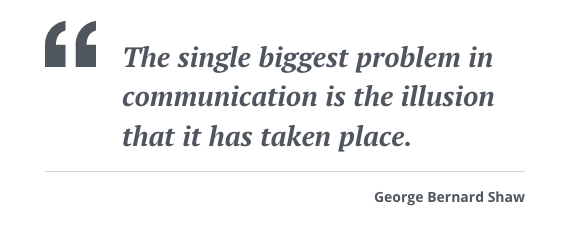 “
The single biggest problem in
communication is the illusion
that it has taken place.
George Bernard Shaw